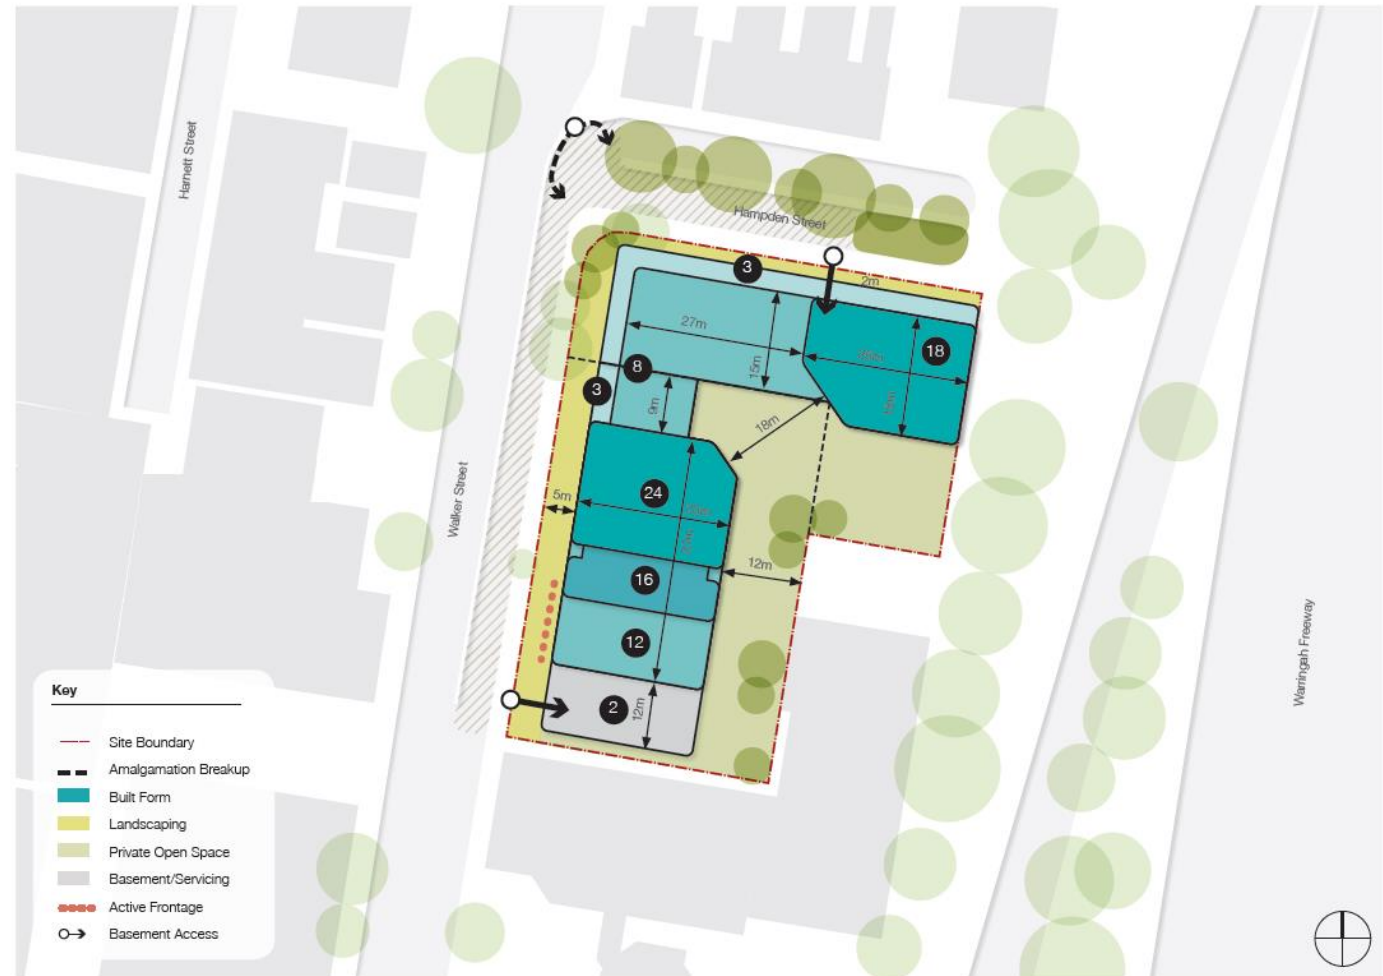 Harnett Street
Hampden Street
3
2m
27m
15m
18
8
3
9m
18m
Walker Street
24
5m
16
12m
12
2
12m
Warringah Freeway
Key
Site Boundary
Amalgamation Breakup
Built Form
Landscaping
Private Open Space
Basement/Servicing
Active Frontage
Basement Access